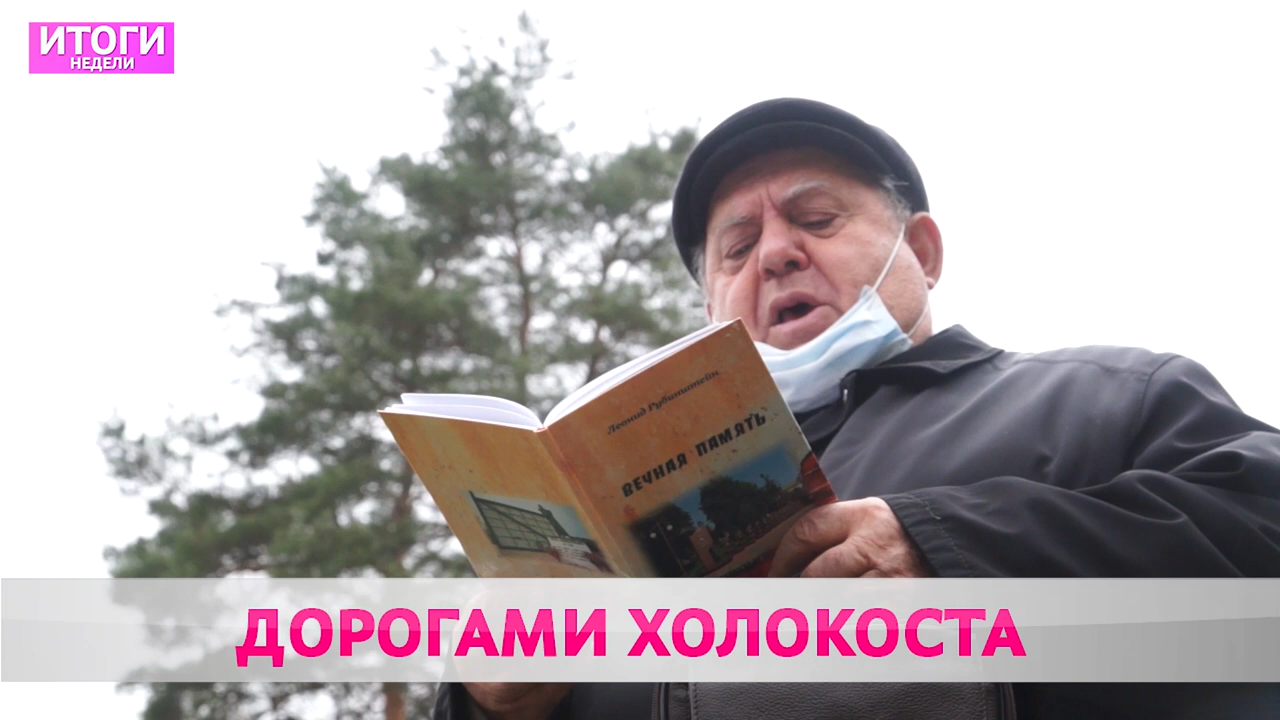 ИТОГИ
НЕДЕЛИ
Леонид Рубинштейн.
ВЕЧНАЯ ПАМЯТЬ
ДОРОГАМИ ХОЛОКОСТА